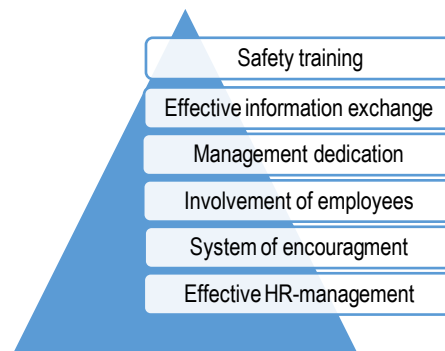 Safety training
Effective information exchange
Management dedication
Involvement of employees
System of encouragment
Effective HR-management